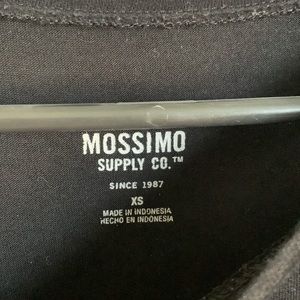 MOSSIMO
SUPPLY CO.™
SINCE 1987
XS
MADE IN INDONESIA
HECHO EN INDONESIA